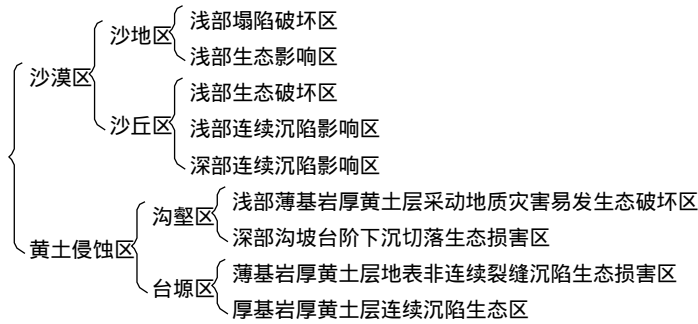 沙漠区
沙地区
浅部塌陷破坏区
浅部生态影响区
沙丘区
浅部生态破坏区
浅部连续沉陷影响区
深部连续沉陷影响区
黄土侵蚀区
沟壑区
浅部薄基岩厚黄土层采动地质灾害易发生态破坏区
深部沟坡台阶下沉切落生态损害区
台塬区
薄基岩厚黄土层地表非连续裂缝沉陷生态损害区
厚基岩厚黄土层连续沉陷生态区